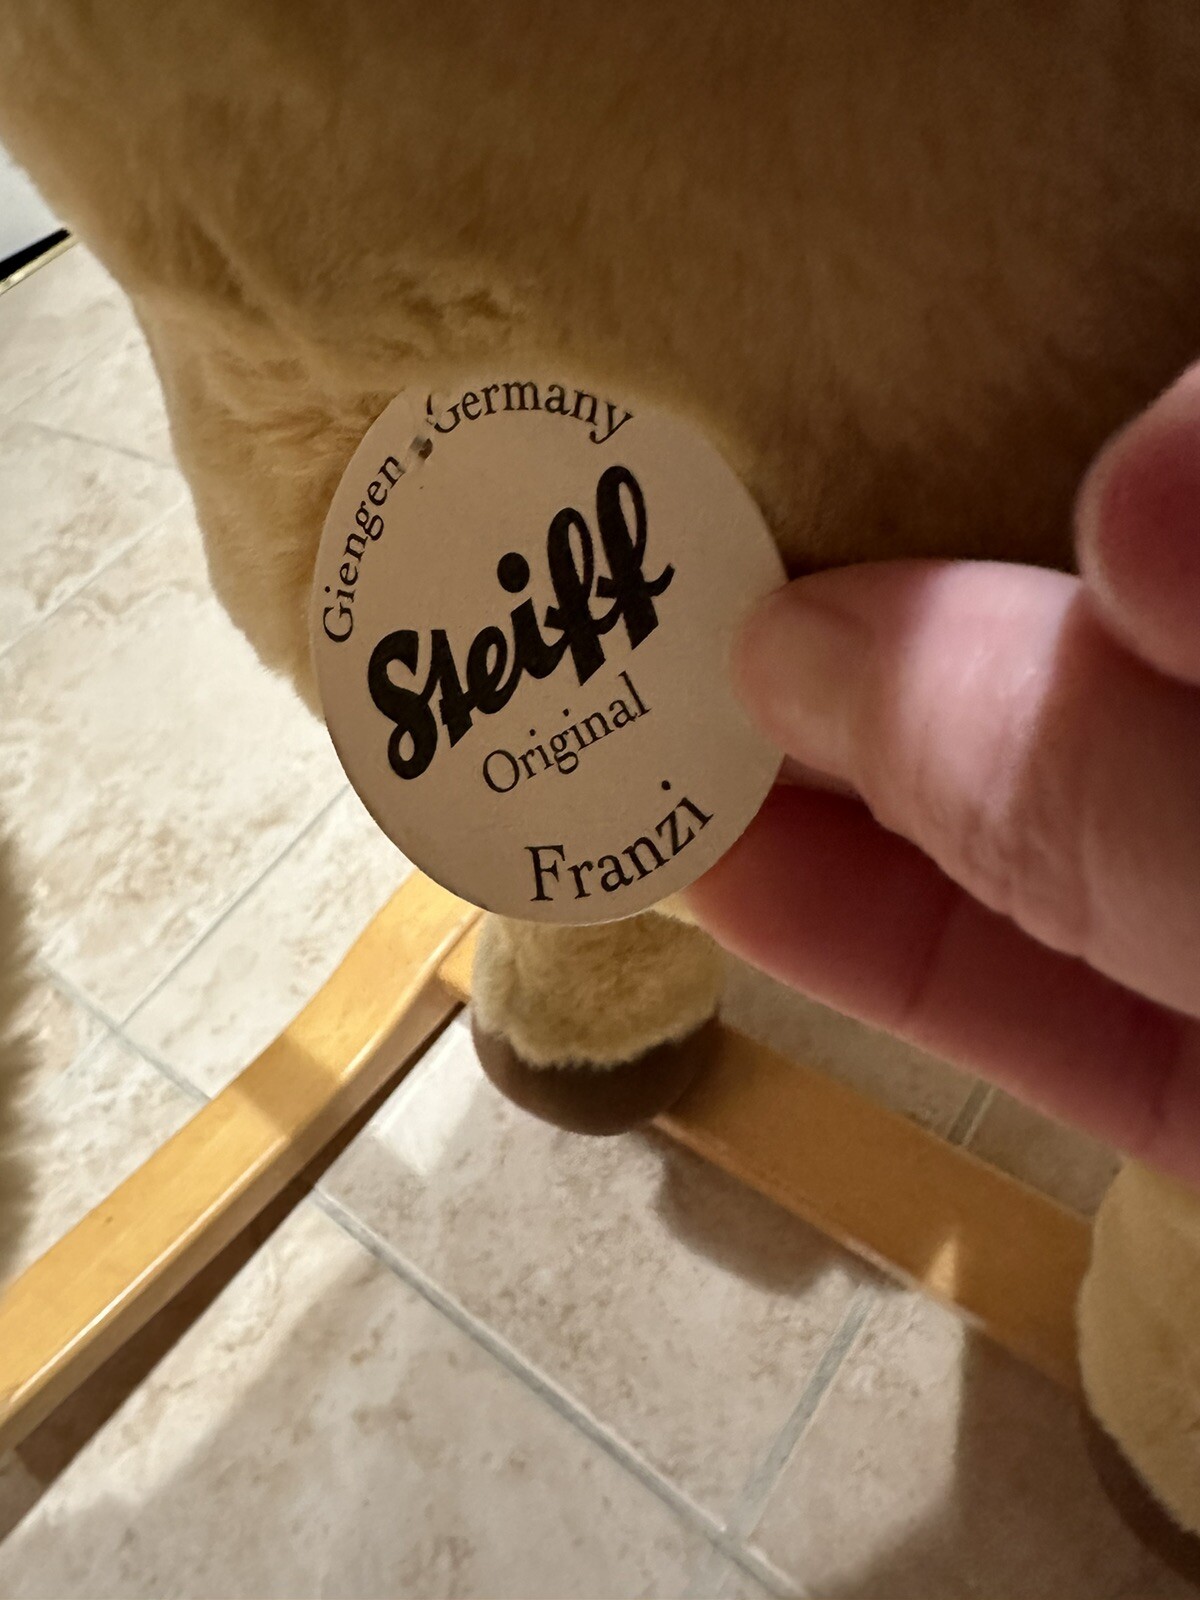 Giengen, Germany
Steiff
Original
Franzi